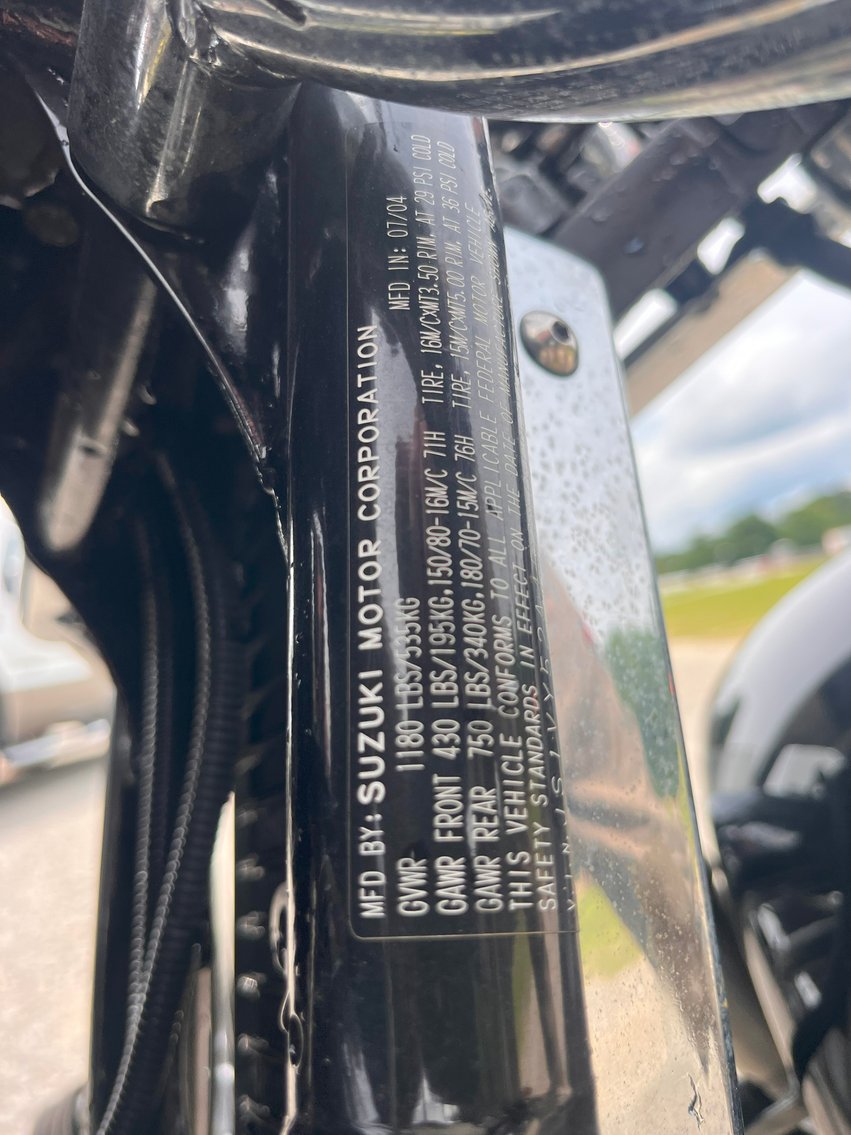 MFD BY: SUZUKI MOTOR CORPORATION
GVWR 1180 LBS/535KG MFD IN: 07/04
GAWR FRONT 430 LBS/195KG, 150/80-16M/C 71H TIRE, 16M/CXMT3.50 RIM, AT 29 PSI COLD
GAWR REAR 750 LBS/340KG, 180/70-15M/C 76H TIRE, 15M/CXMT5.00 RIM, AT 36 PSI COLD
THIS VEHICLE CONFORMS TO ALL APPLICABLE FEDERAL MOTOR VEHICLE
SAFETY STANDARDS IN EFFECT ON THE DATE OF MANUFACTURE SHOWN